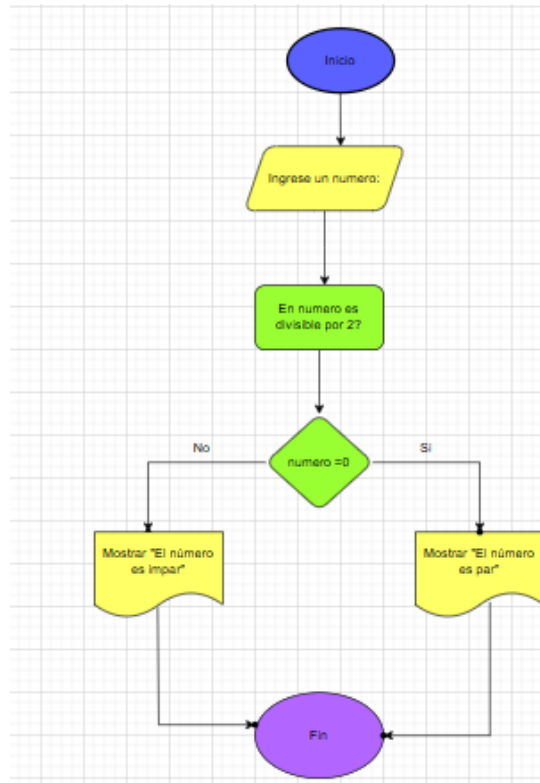 Inicio
Ingrese un numero:
En numero es
divisible por 2?
numero =0
No
Si
Mostrar "El número
es impar"
Mostrar "El número
es par"
Fin